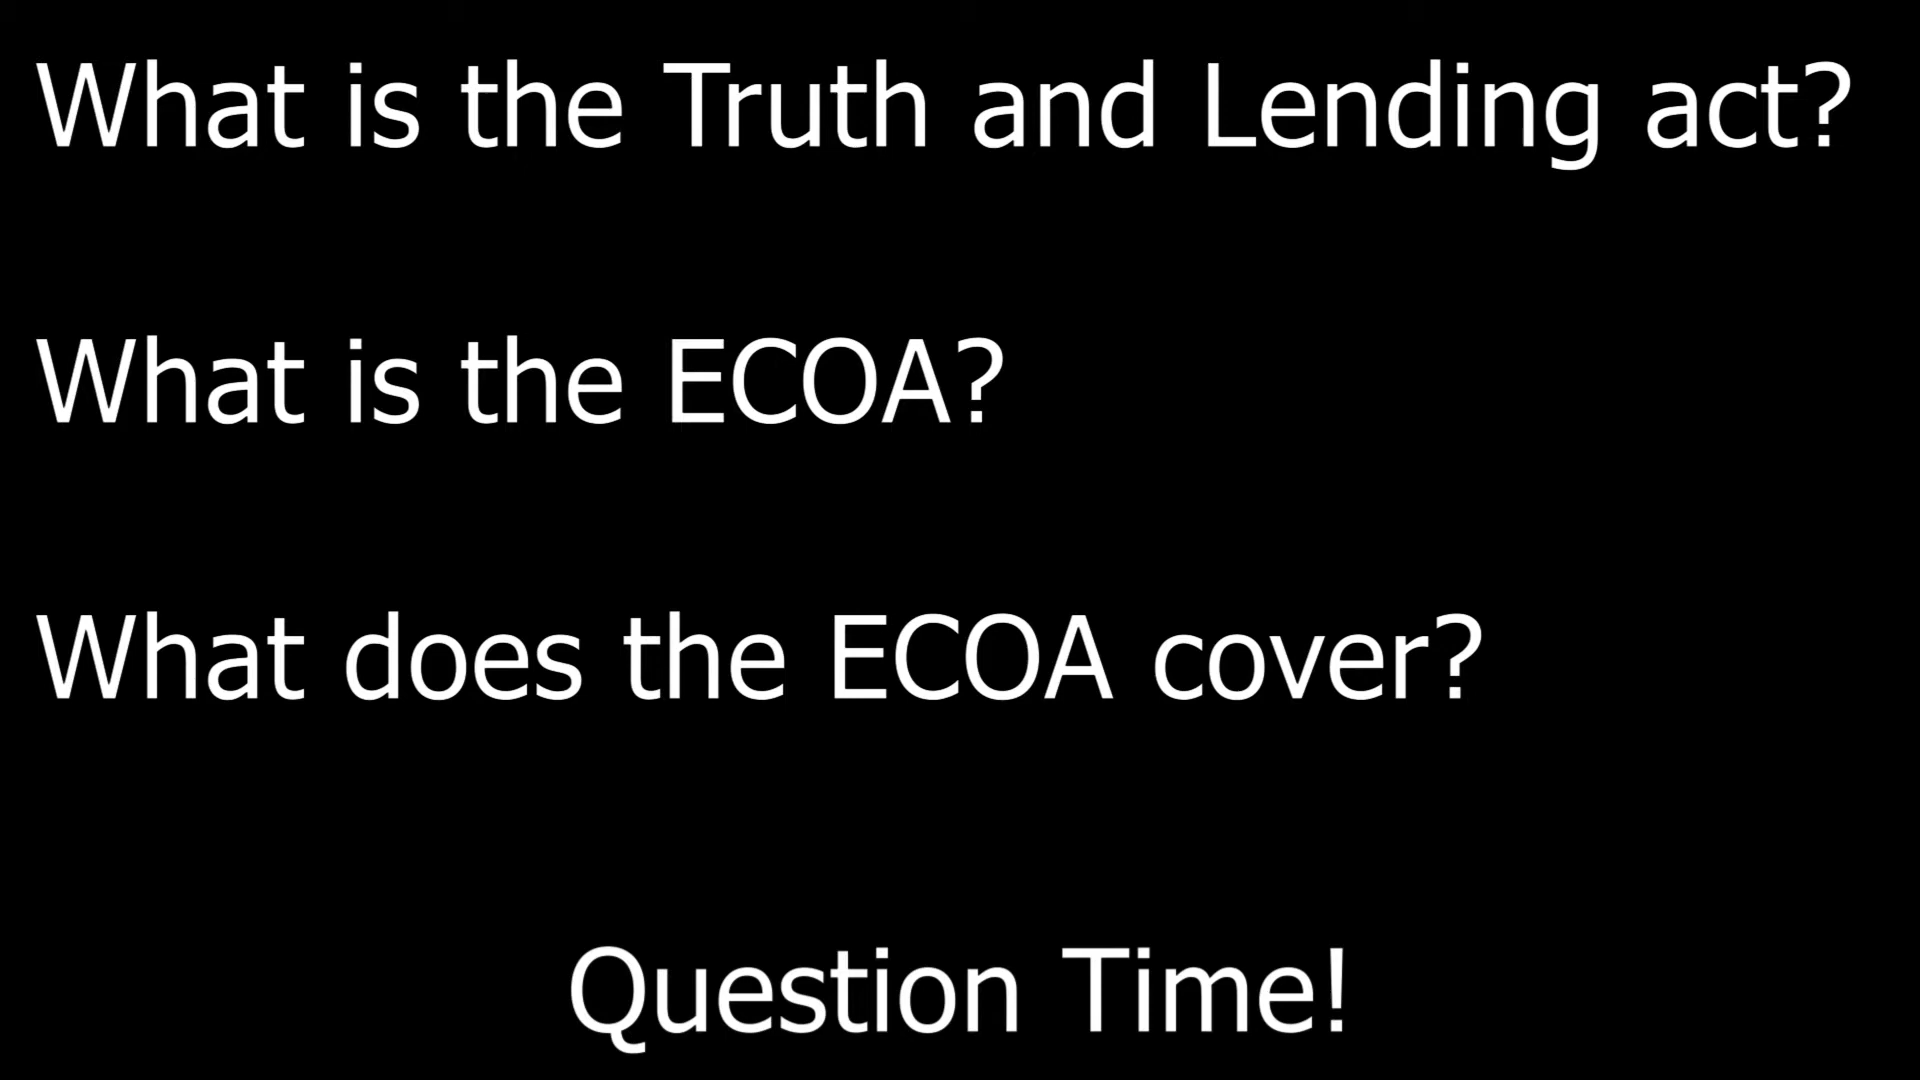 What is the Truth and Lending act?
What is the ECOA?
What does the ECOA cover?
Question Time!